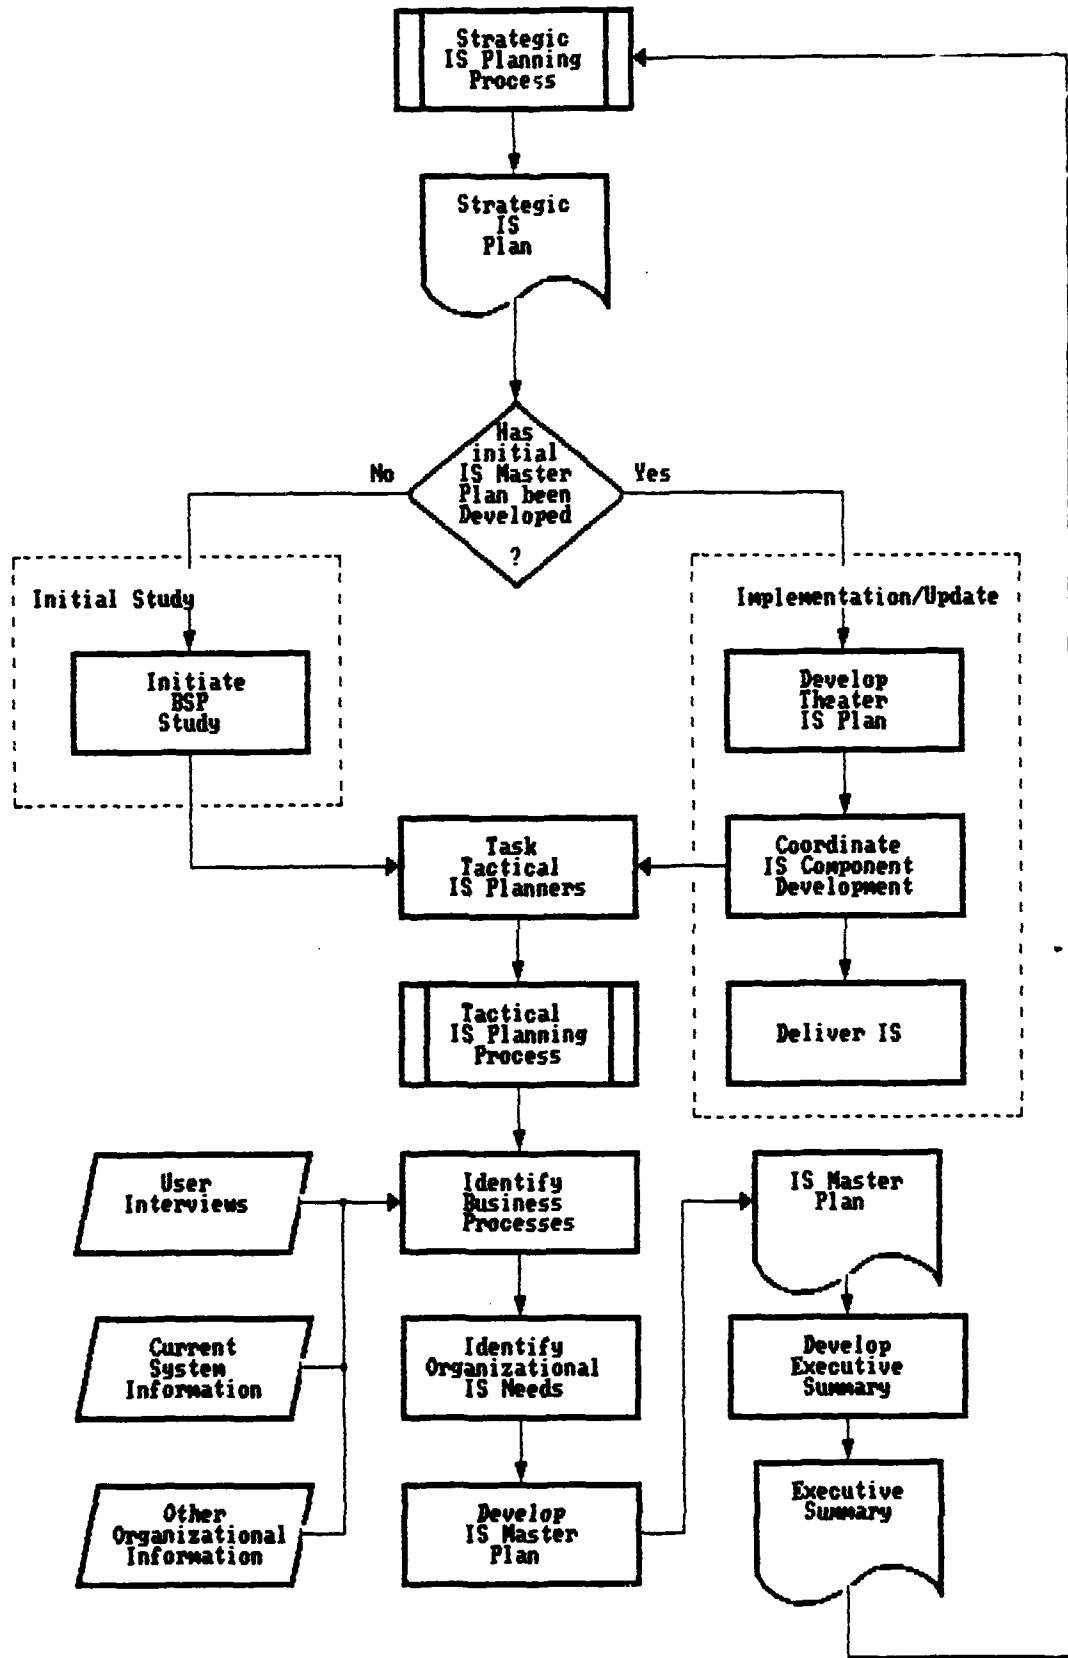 Strategic
IS Planning
Process
Strategic
IS
Plan
Has
initial
IS Master
Plan been
Developed
?
No
Yes
Initial Study
Initiate
BSP
Study
Implementation/Update
Develop
Theater
IS Plan
Task
Tactical
IS Planners
Coordinate
IS Component
Development
Tactical
IS Planning
Process
Deliver IS
User
Interviews
Identify
Business
Processes
IS Master
Plan
Current
System
Information
Identify
Organizational
IS Needs
Develop
Executive
Summary
Other
Organizational
Information
Develop
IS Master
Plan
Executive
Summary